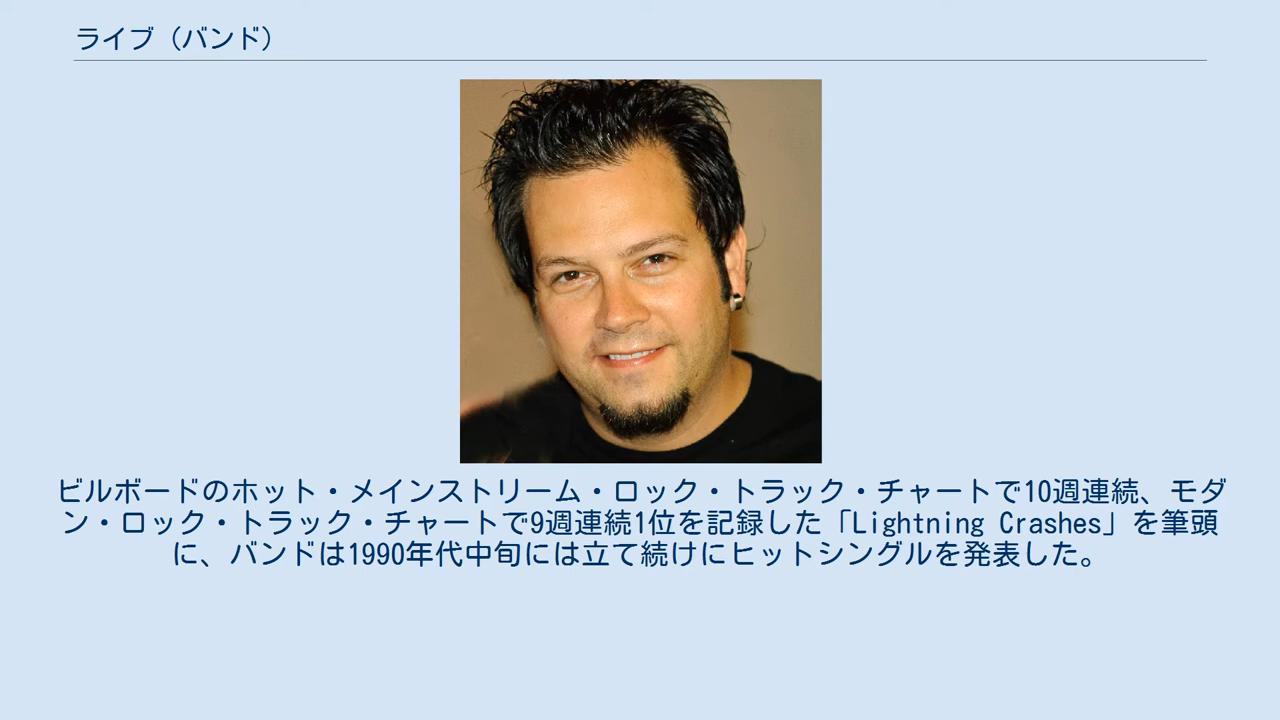 ライブ（バンド）
ビルボードのホット・メインストリーム・ロック・トラック・チャートで10週連続、モダ
ン・ロック・トラック・チャートで9週連続1位を記録した「Lightning Crashes」を筆頭
に、バンドは1990年代中旬には立て続けにヒットシングルを発表した。